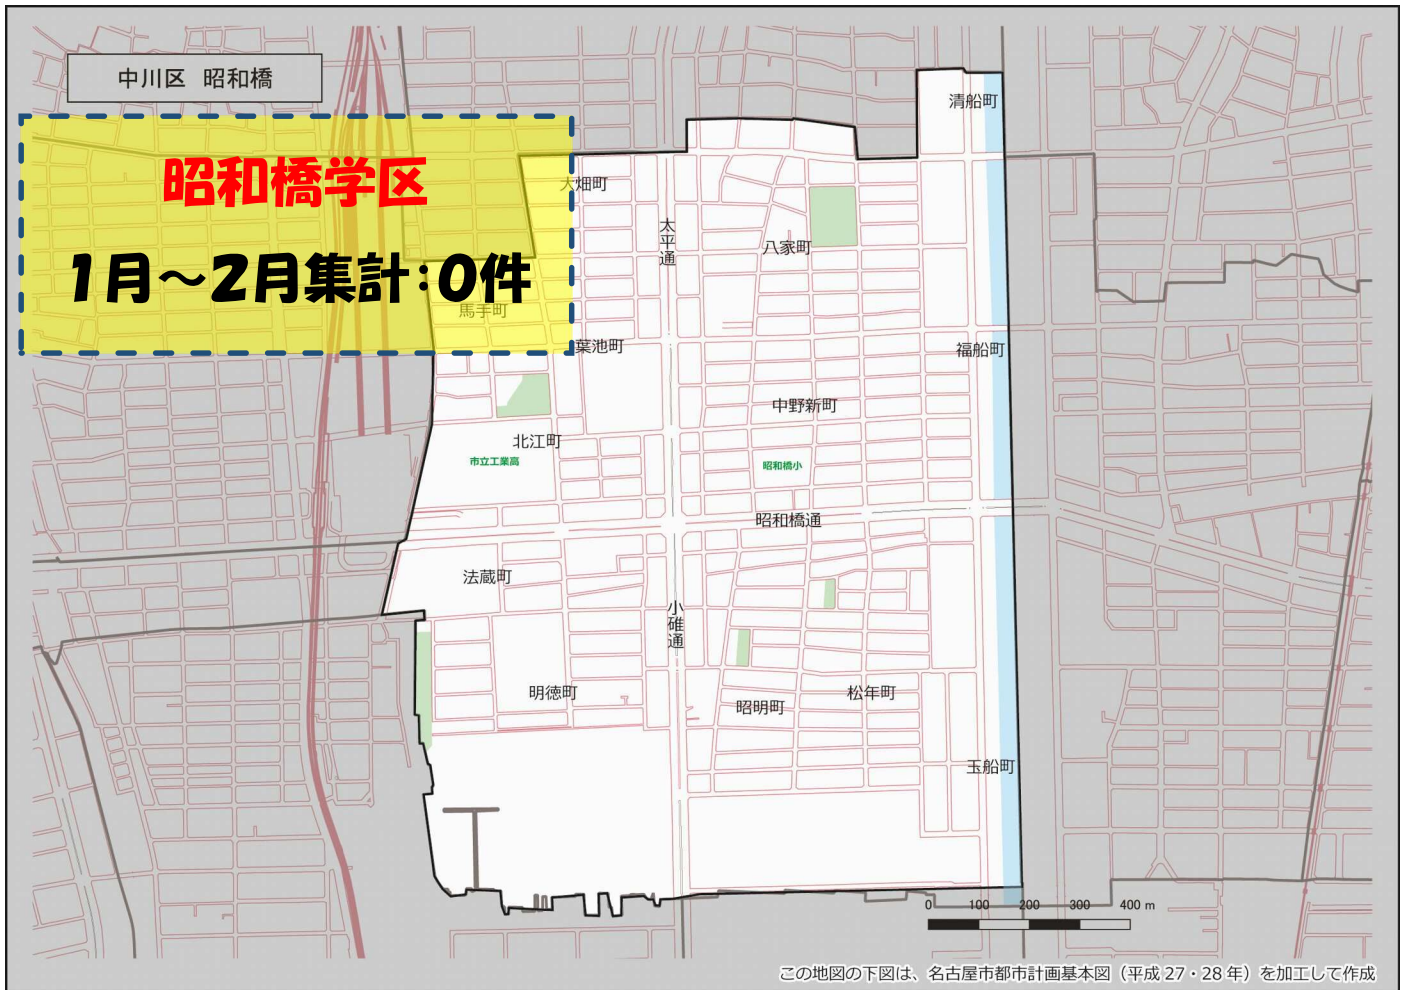 中川区 昭和橋
昭和橋学区
1月～2月集計:0件
清船町
大畑町
太平通
八家町
馬手町
葉池町
福船町
中野新町
北江町
市立工業高
昭和橋小
昭和橋通
法蔵町
小碓通
明徳町
昭明町
松年町
玉船町
0 100 200 300 400 m
この地図の下図は、名古屋市都市計画基本図（平成 27・28 年）を加工して作成